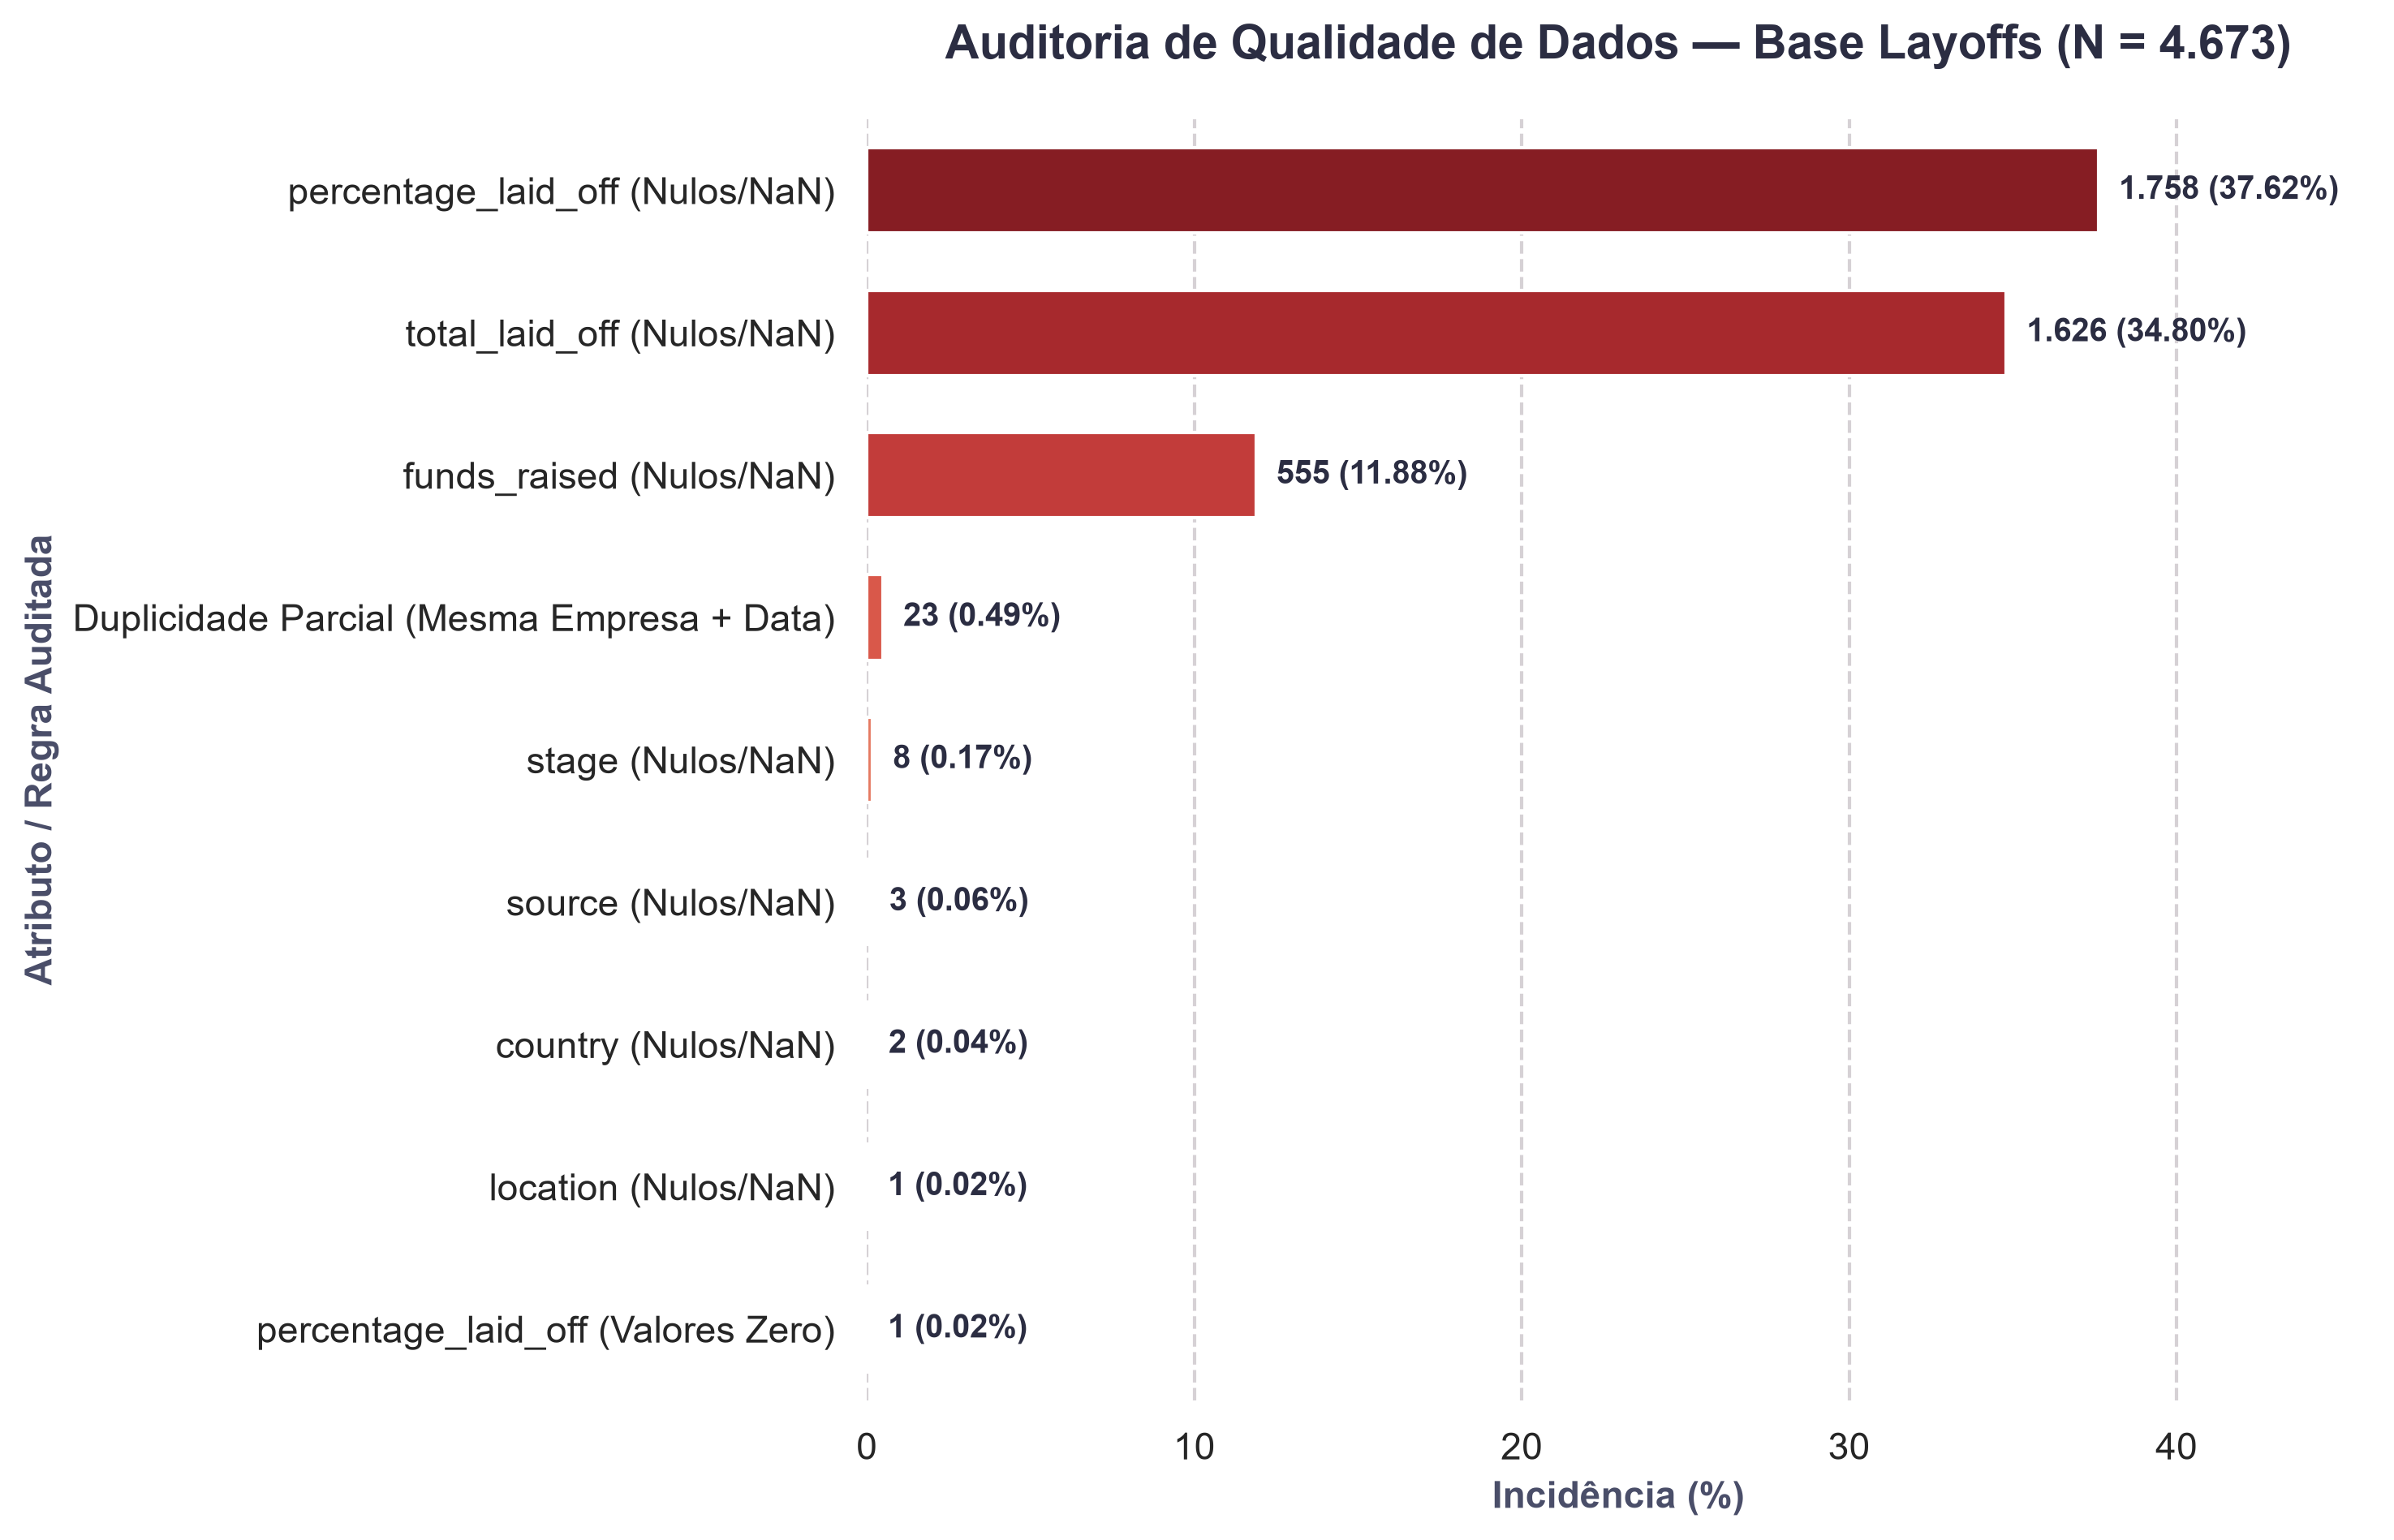 Auditoria de Qualidade de Dados — Base Layoffs (N = 4.673)
Atributo / Regra Auditada
percentage_laid_off (Nulos/NaN) 1.758 (37.62%)
total_laid_off (Nulos/NaN) 1.626 (34.80%)
funds_raised (Nulos/NaN) 555 (11.88%)
Duplicidade Parcial (Mesma Empresa + Data) 23 (0.49%)
stage (Nulos/NaN) 8 (0.17%)
source (Nulos/NaN) 3 (0.06%)
country (Nulos/NaN) 2 (0.04%)
location (Nulos/NaN) 1 (0.02%)
percentage_laid_off (Valores Zero) 1 (0.02%)
0 10 20 30 40
Incidência (%)